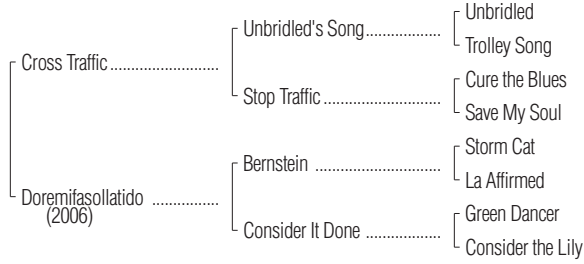 Unbridled
Unbridled's Song
Trolley Song
Cross Traffic
Cure the Blues
Stop Traffic
Save My Soul
Storm Cat
Bernstein
La Affirmed
Doremifasollatido
(2006)
Green Dancer
Consider It Done
Consider the Lily